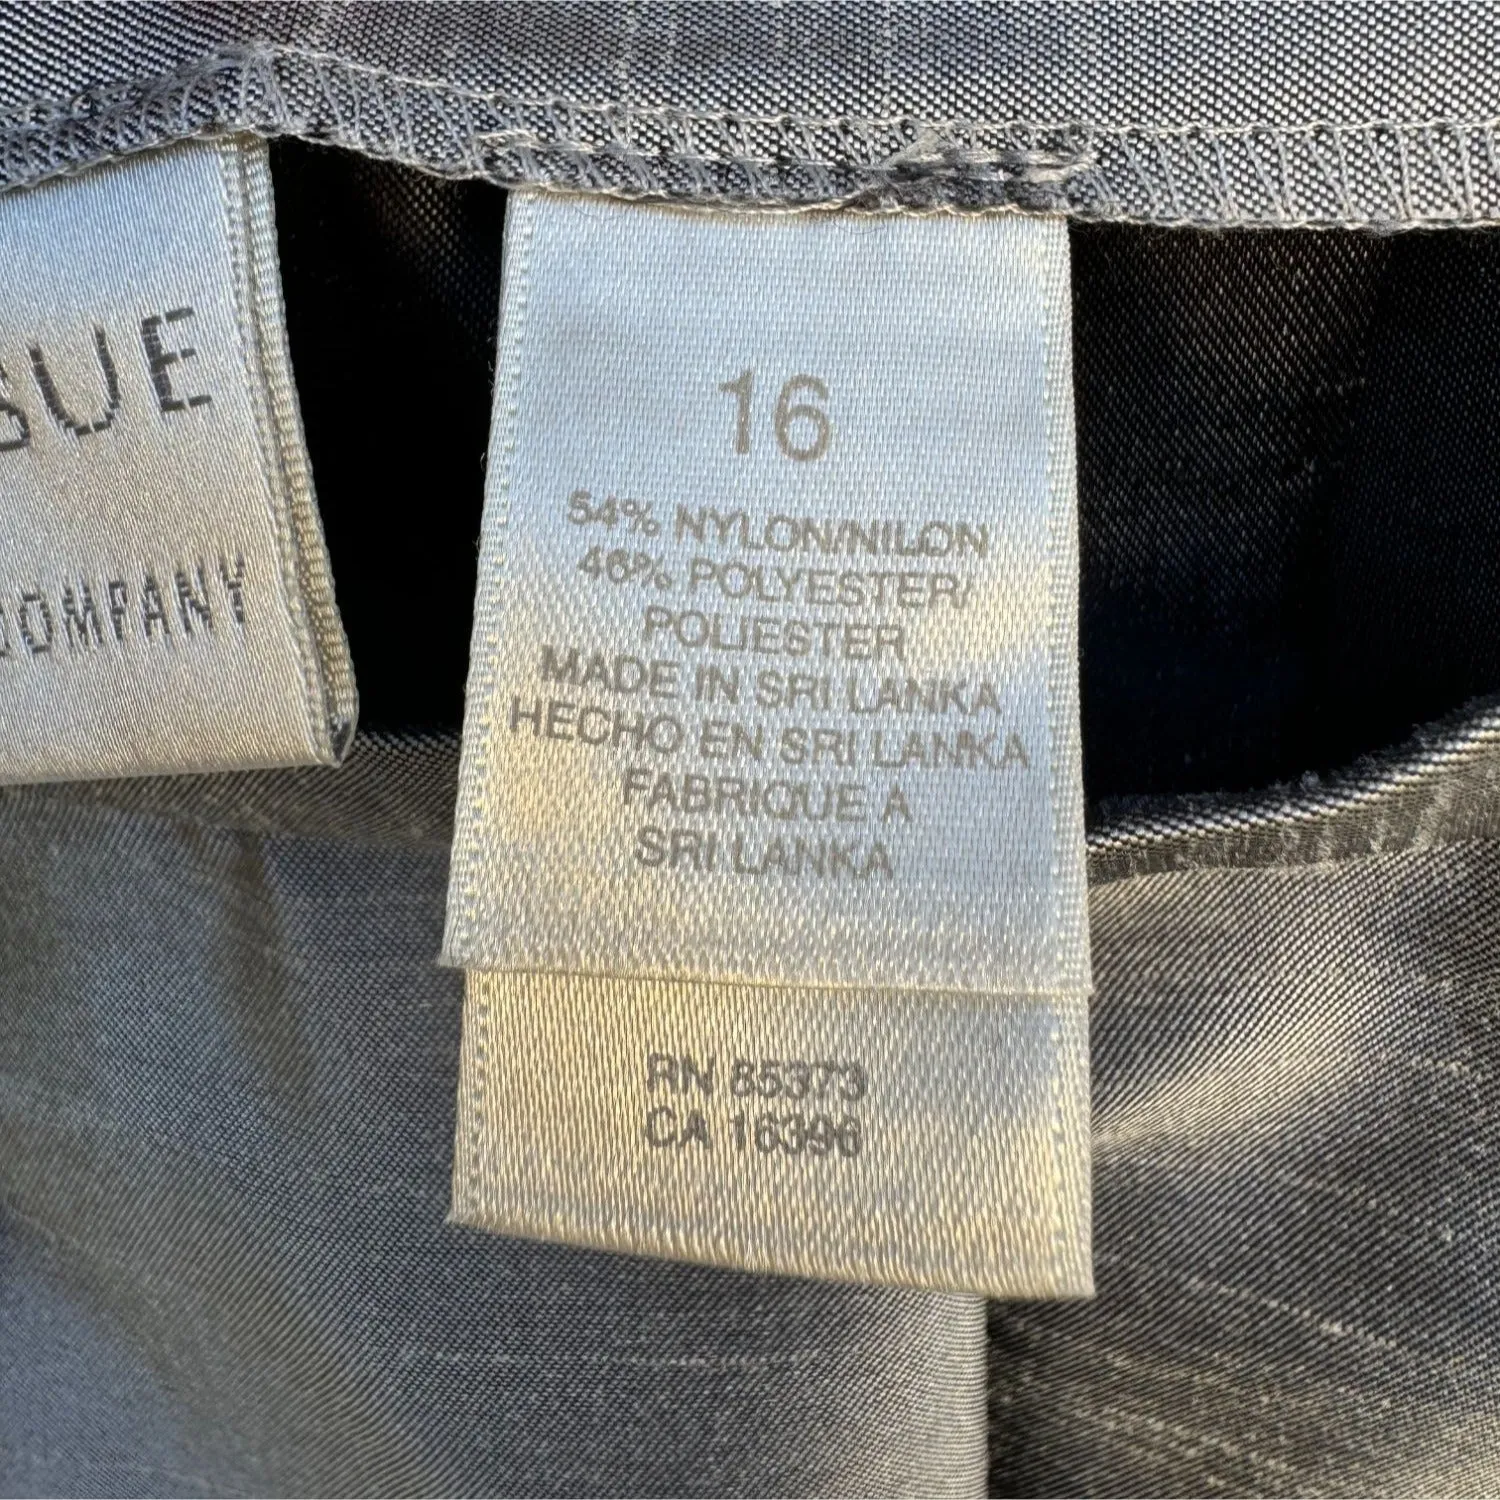 UE
COMPANY
16
54% NYLON/NILON
46% POLYESTER/
POLIESTER
MADE IN SRI LANKA
HECHO EN SRI LANKA
FABRIQUE A
SRI LANKA
RN 85373
CA 16396